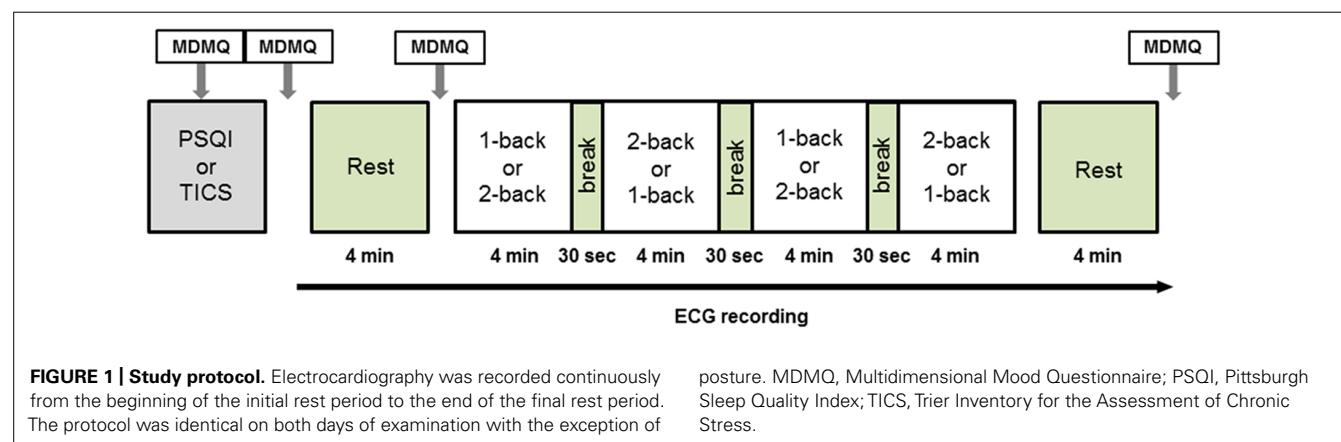 MDMQ MDMQ MDMQ MDMQ
PSQI
or
TICS
Rest
1-back
or
2-back
break
2-back
or
1-back
break
1-back
or
2-back
break
2-back
or
1-back
Rest
4 min 4 min 30 sec 4 min 30 sec 4 min 30 sec 4 min 4 min
ECG recording
FIGURE 1 | Study protocol. Electrocardiography was recorded continuously
from the beginning of the initial rest period to the end of the final rest period.
The protocol was identical on both days of examination with the exception of
posture. MDMQ, Multidimensional Mood Questionnaire; PSQI, Pittsburgh
Sleep Quality Index; TICS, Trier Inventory for the Assessment of Chronic
Stress.